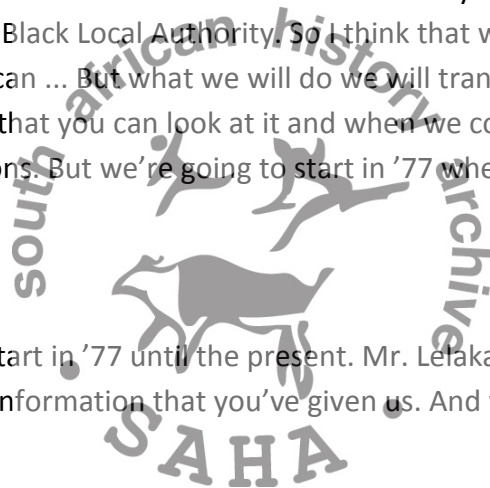 Black Local Authority. So I think that w
can ... But what we will do we will tran
that you can look at it and when we co
ons. But we're going to start in '77 whe
tart in '77 until the present. Mr. Lelaka
nformation that you've given us. And
south african history archive
SAHA